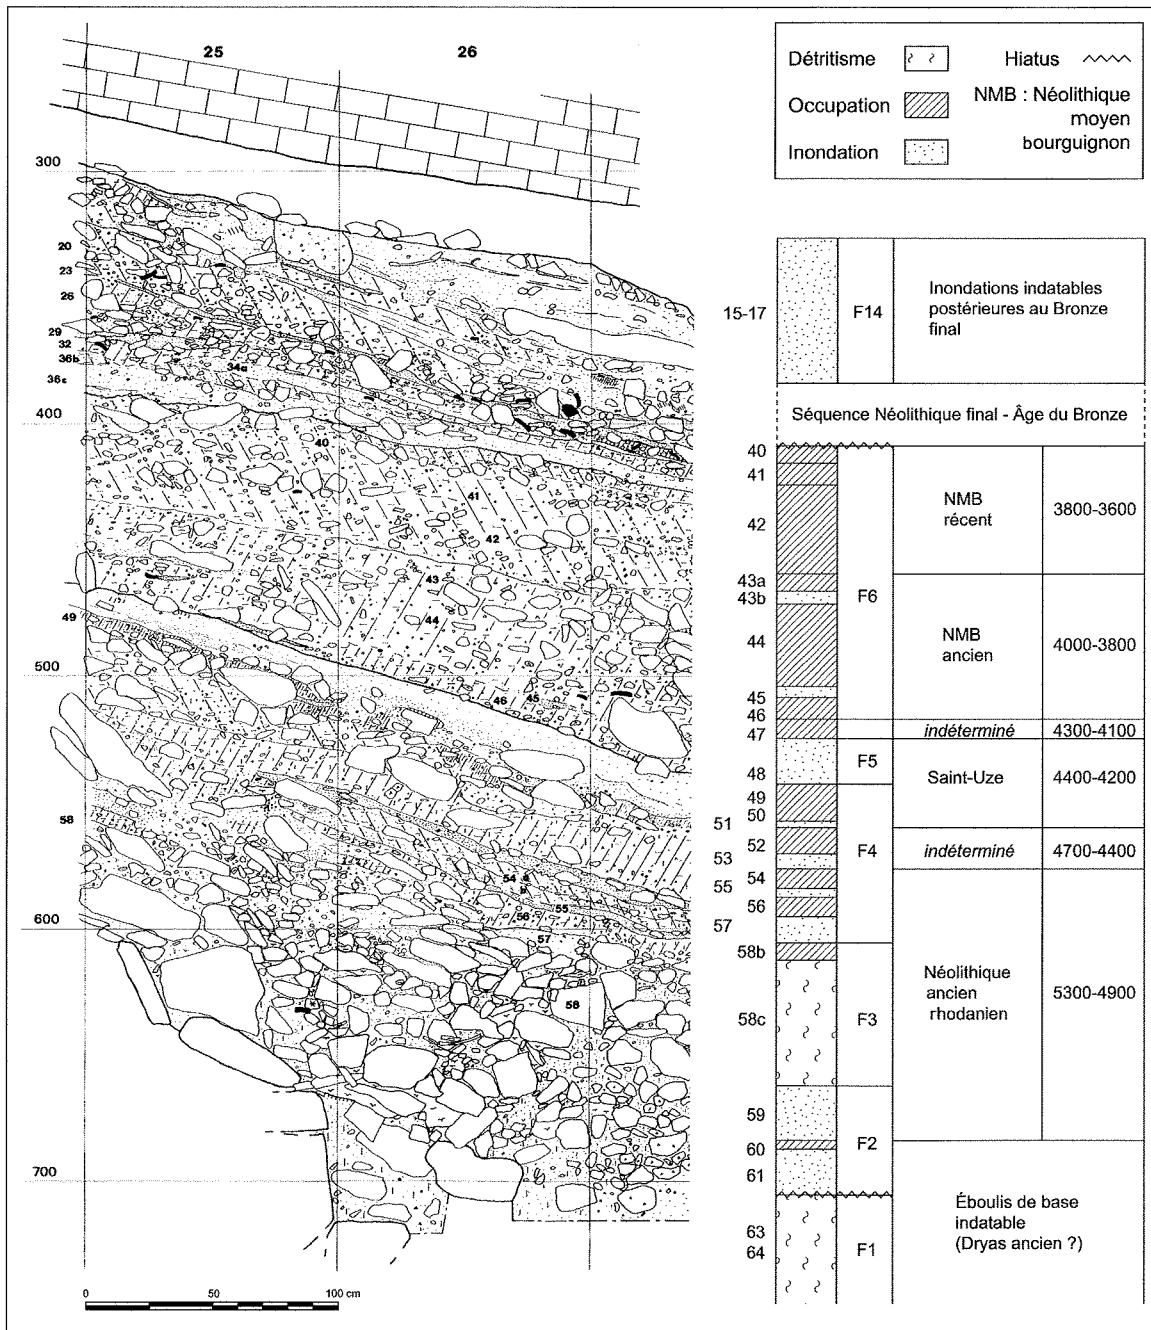 25
26
300
20
23
26
29
32
36b
34a
36c
400
40
41
42
43
44
49
500
46
45
58
54 a
b
55
56
600
57
58
700
0 50 100 cm
Détritisme
Hiatus
Occupation
NMB : Néolithique
moyen
bourguignon
Inondation
15-17
F14
Inondations indatables
postérieures au Bronze
final
Séquence Néolithique final - Âge du Bronze
40
41
42
43a
43b
44
45
46
47
48
49
50
51
52
53
54
55
56
57
58b
58c
59
60
61
63
64
F6
F5
F4
F3
F2
F1
NMB
récent
3800-3600
NMB
ancien
4000-3800
indéterminé
4300-4100
Saint-Uze
4400-4200
indéterminé
4700-4400
Néolithique
ancien
rhodanien
5300-4900
Éboulis de base
indatable
(Dryas ancien ?)